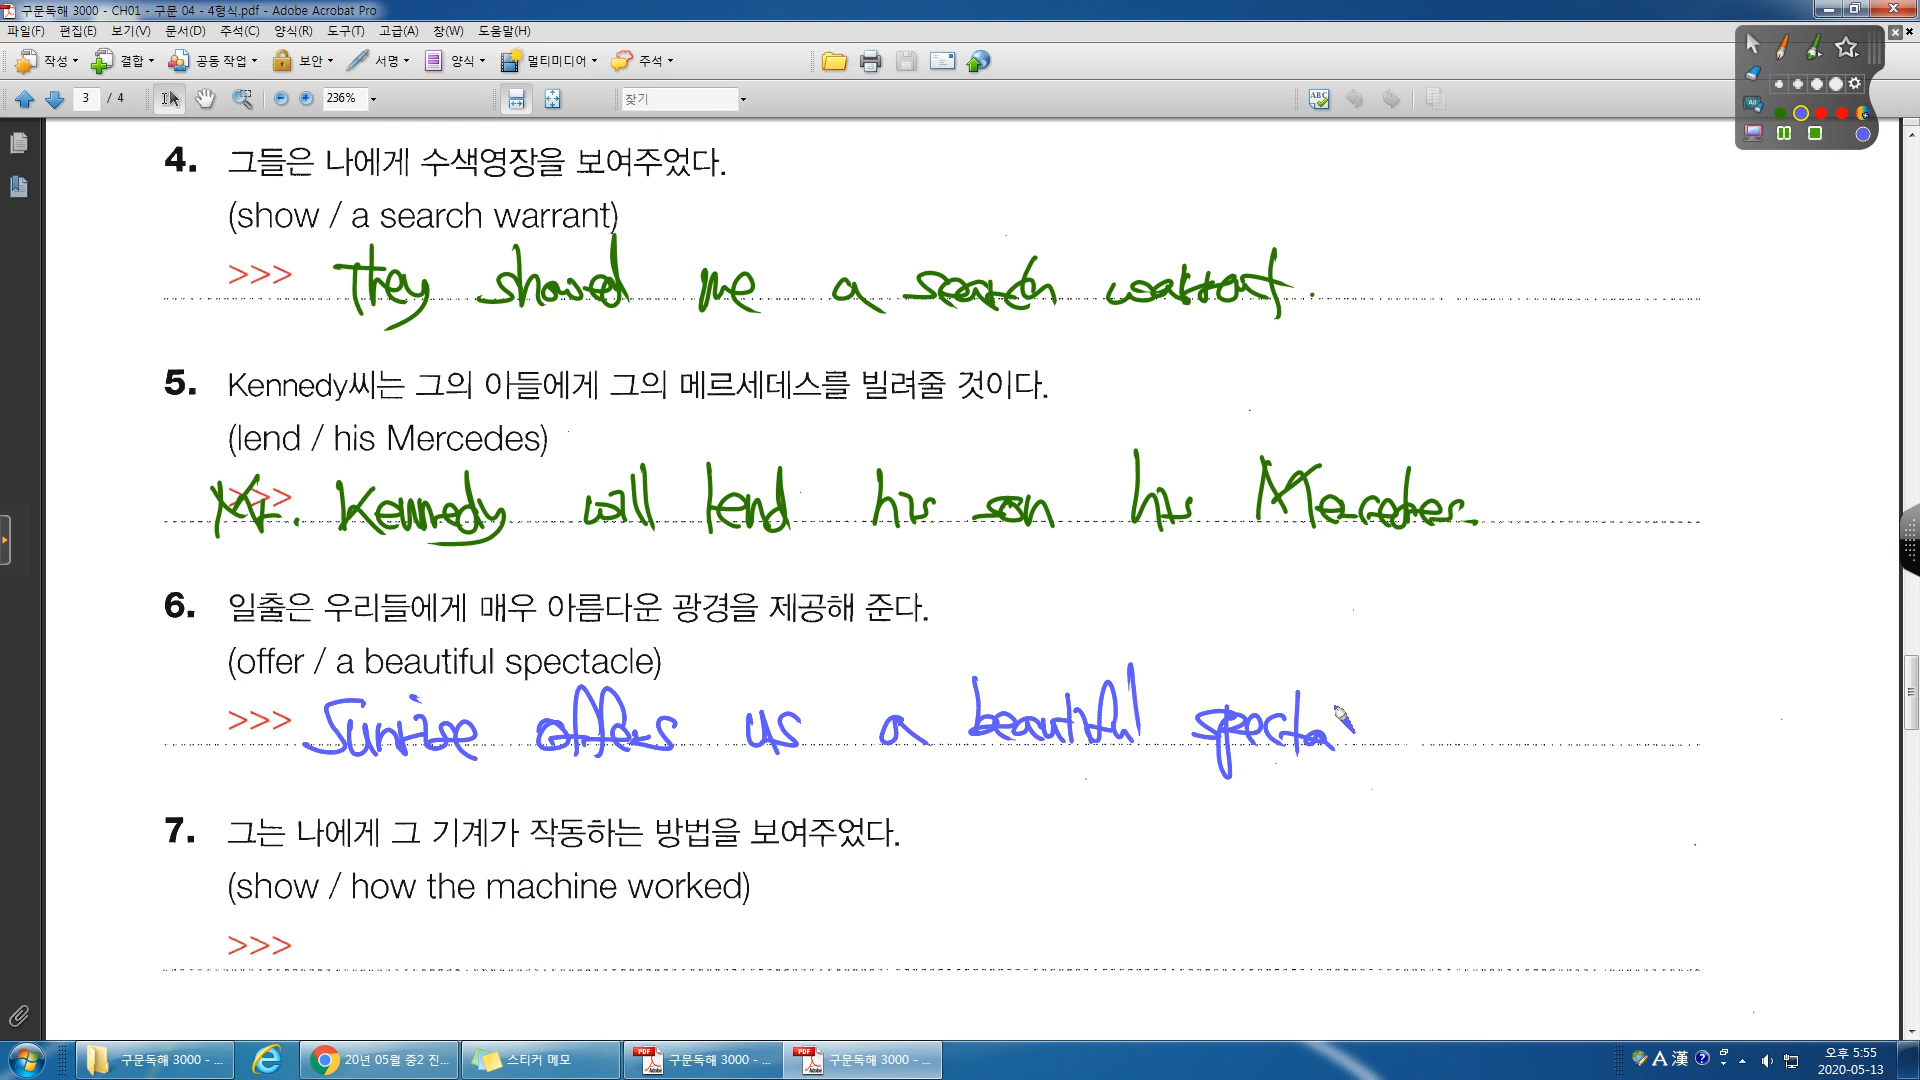 구문독해 3000 - CH01 - 구문 04 - 4형식.pdf - Adobe Acrobat Pro
파일(F) 편집(E) 보기(V) 문서(D) 주석(C) 양식(R) 도구(T) 고급(A) 창(W) 도움말(H)
작성 결합 공동 작업 보안 서명 양식 멀티미디어 주석
3 / 4 236% 찾기
4. 그들은 나에게 수색영장을 보여주었다.
(show / a search warrant)
>>> They showed me a search warrant.
5. Kennedy씨는 그의 아들에게 그의 메르세데스를 빌려줄 것이다.
(lend / his Mercedes)
>>> Mr. Kennedy will lend his son his Mercedes.
6. 일출은 우리들에게 매우 아름다운 광경을 제공해 준다.
(offer / a beautiful spectacle)
>>> Sunrise offers us a beautiful specta
7. 그는 나에게 그 기계가 작동하는 방법을 보여주었다.
(show / how the machine worked)
>>>
구문독해 3000 - ... 20년 05월 중2 진... 스티커 메모 구문독해 3000 - ... 구문독해 3000 - ... A 漢 오후 5:55
2020-05-13